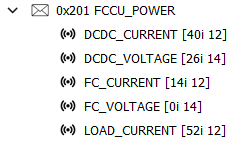 0x201 FCCU_POWER
DCDC_CURRENT [40i 12]
DCDC_VOLTAGE [26i 14]
FC_CURRENT [14i 12]
FC_VOLTAGE [0i 14]
LOAD_CURRENT [52i 12]